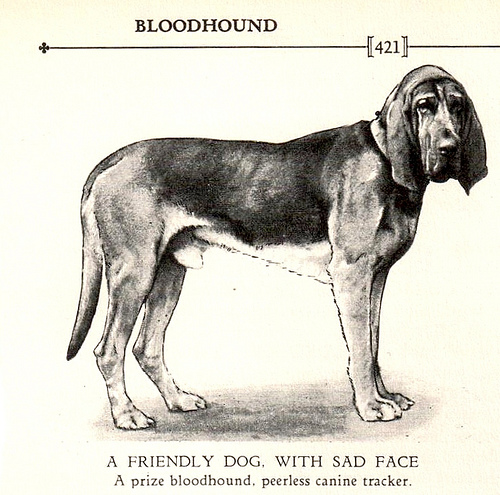 BLOODHOUND
[421]
A FRIENDLY DOG, WITH SAD FACE
A prize bloodhound, peerless canine tracker.